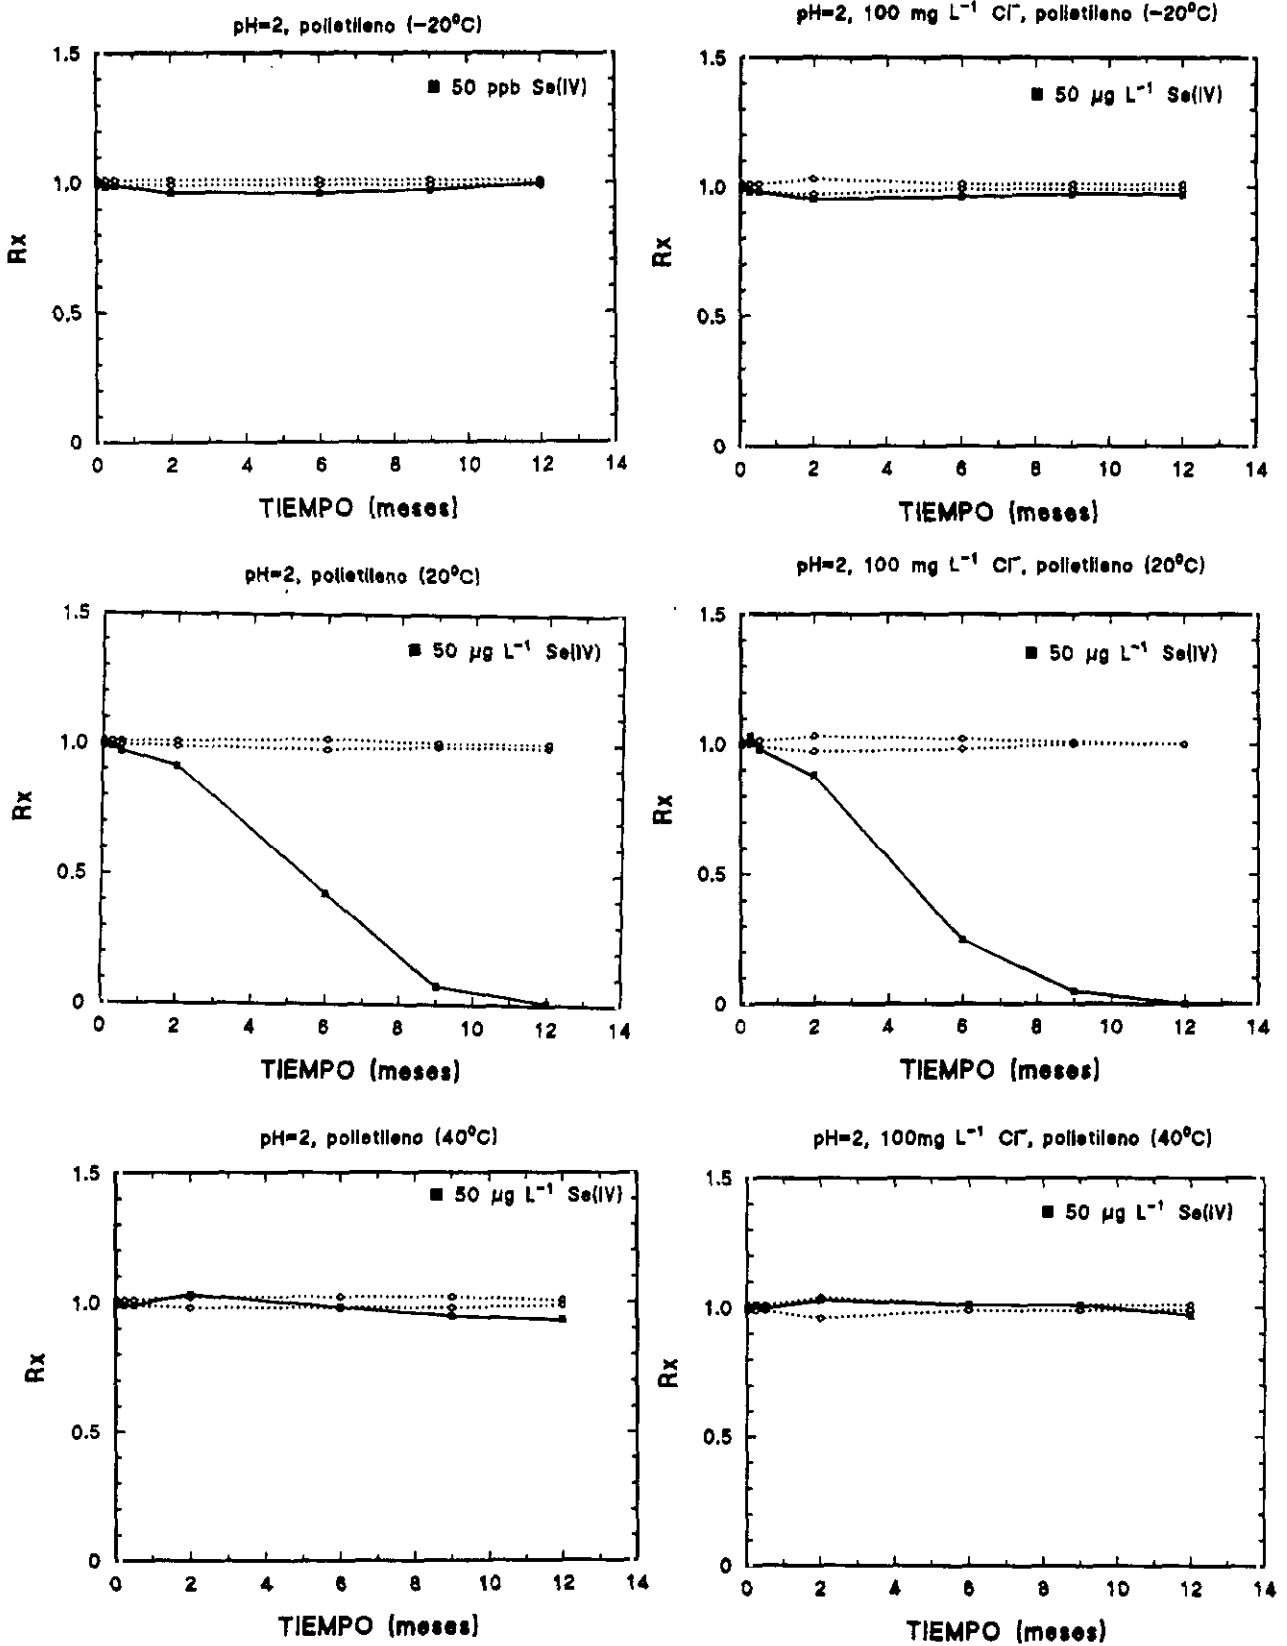 pH=2, polietileno (-20°C)
1.5
■ 50 ppb Se(IV)
1.0
Rx
0.5
0
0 2 4 6 8 10 12 14
TIEMPO (meses)
pH=2, 100 mg L⁻¹ Cl⁻, polietileno (-20°C)
1.5
■ 50 µg L⁻¹ Se(IV)
1.0
Rx
0.5
0
0 2 4 6 8 10 12 14
TIEMPO (meses)
pH=2, polietileno (20°C)
1.5
■ 50 µg L⁻¹ Se(IV)
1.0
Rx
0.5
0
0 2 4 6 8 10 12 14
TIEMPO (meses)
pH=2, 100 mg L⁻¹ Cl⁻, polietileno (20°C)
1.5
■ 50 µg L⁻¹ Se(IV)
1.0
Rx
0.5
0
0 2 4 6 8 10 12 14
TIEMPO (meses)
pH=2, polietileno (40°C)
1.5
■ 50 µg L⁻¹ Se(IV)
1.0
Rx
0.5
0
0 2 4 6 8 10 12 14
TIEMPO (meses)
pH=2, 100mg L⁻¹ Cl⁻, polietileno (40°C)
1.5
■ 50 µg L⁻¹ Se(IV)
1.0
Rx
0.5
0
0 2 4 6 8 10 12 14
TIEMPO (meses)